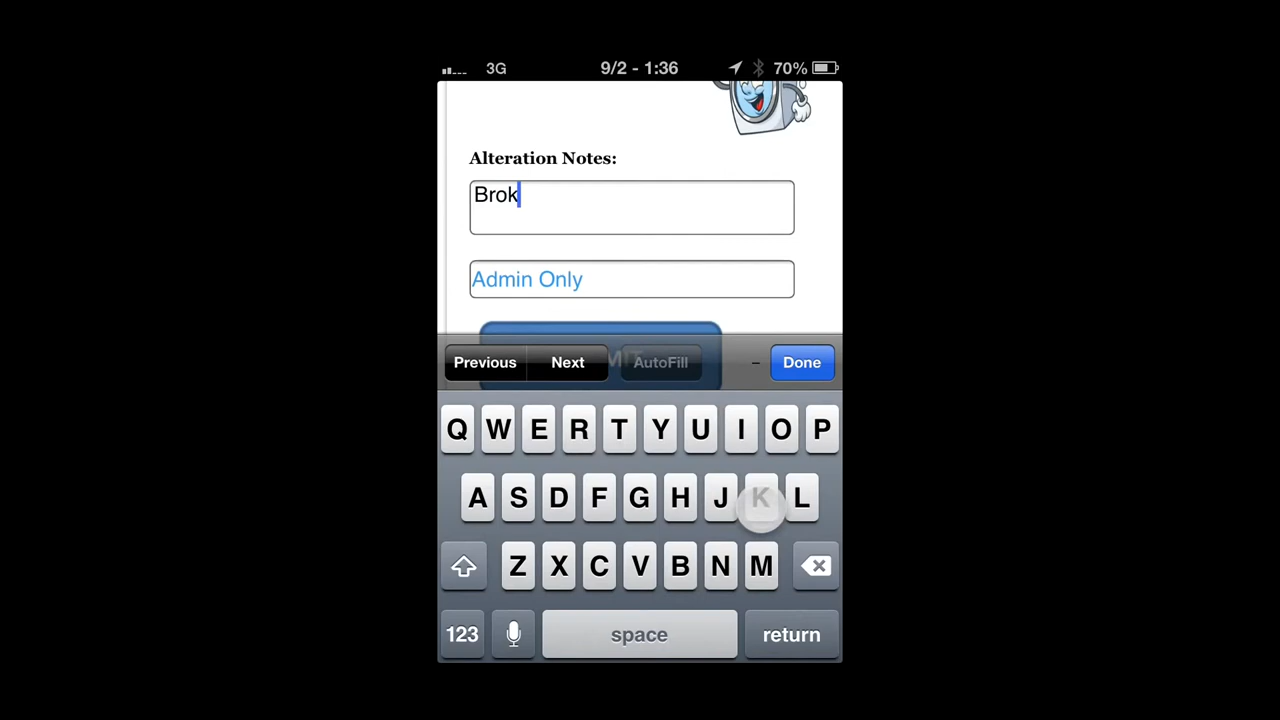 3G 9/2 - 1:36 70%
Alteration Notes:
Brok
Admin Only
Previous Next AutoFill Done
Q W E R T Y U I O P
A S D F G H J K L
Z X C V B N M
123 space return